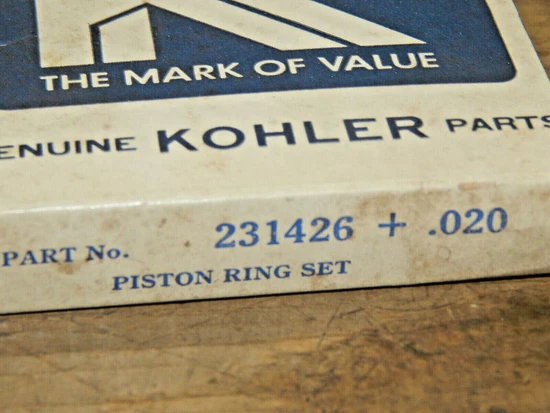 THE MARK OF VALUE
ENUINE KOHLER PARTS
PART No. 231426 + .020
PISTON RING SET